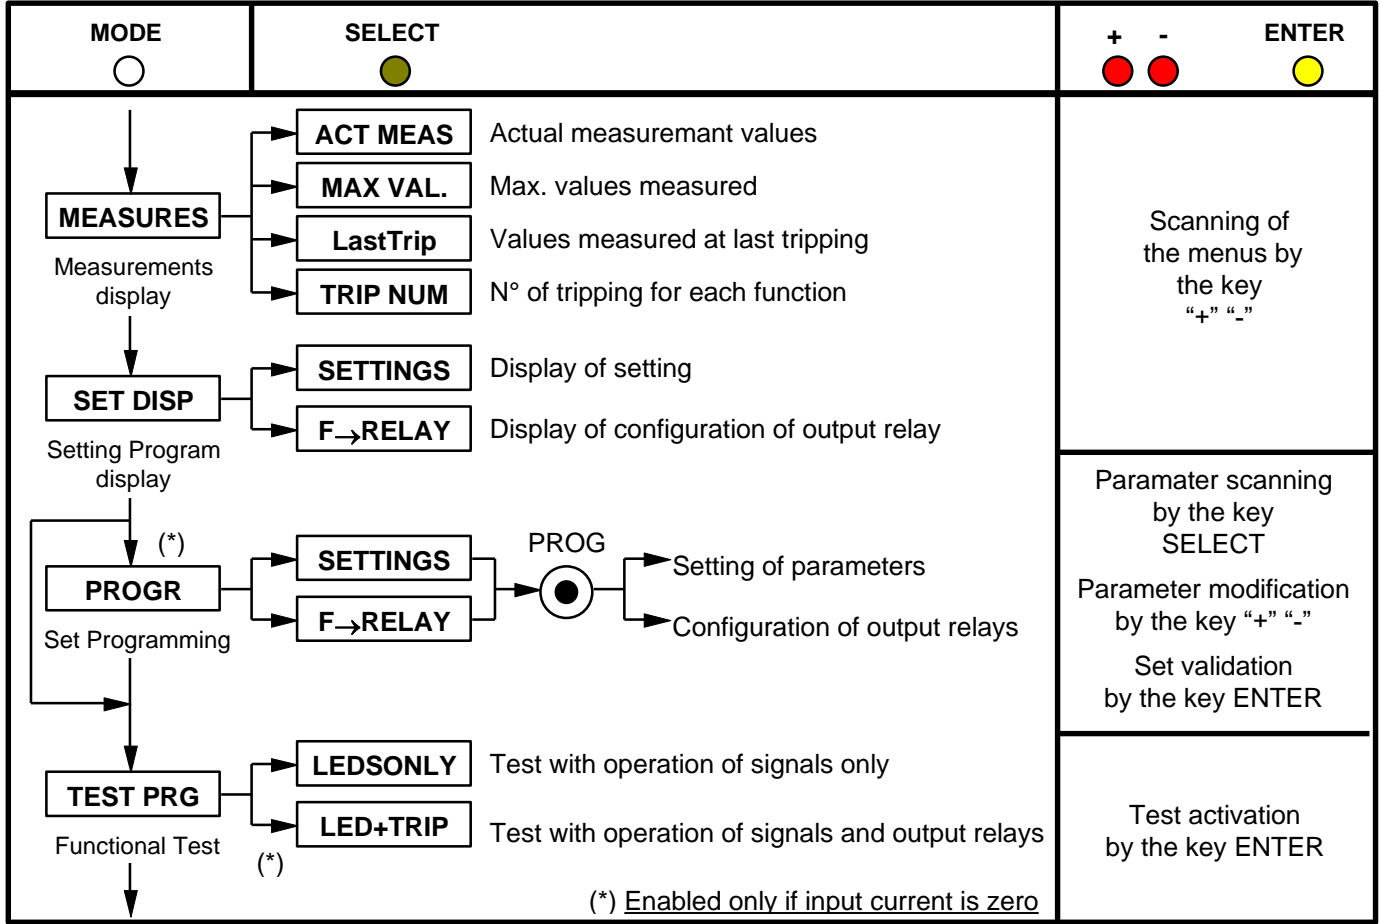 MODE
SELECT
+ -
ENTER
ACT MEAS
Actual measuremant values
MAX VAL.
Max. values measured
MEASURES
LastTrip
Values measured at last tripping
Measurements
display
TRIP NUM
N° of tripping for each function
Scanning of
the menus by
the key
“+” “-”
SETTINGS
Display of setting
SET DISP
F→RELAY
Display of configuration of output relay
Setting Program
display
(*)
SETTINGS
PROG
Setting of parameters
PROGR
F→RELAY
Configuration of output relays
Set Programming
Paramater scanning
by the key
SELECT
Parameter modification
by the key “+” “-”
Set validation
by the key ENTER
LEDSONLY
Test with operation of signals only
TEST PRG
LED+TRIP
Test with operation of signals and output relays
Functional Test
(*)
Test activation
by the key ENTER
(*) Enabled only if input current is zero